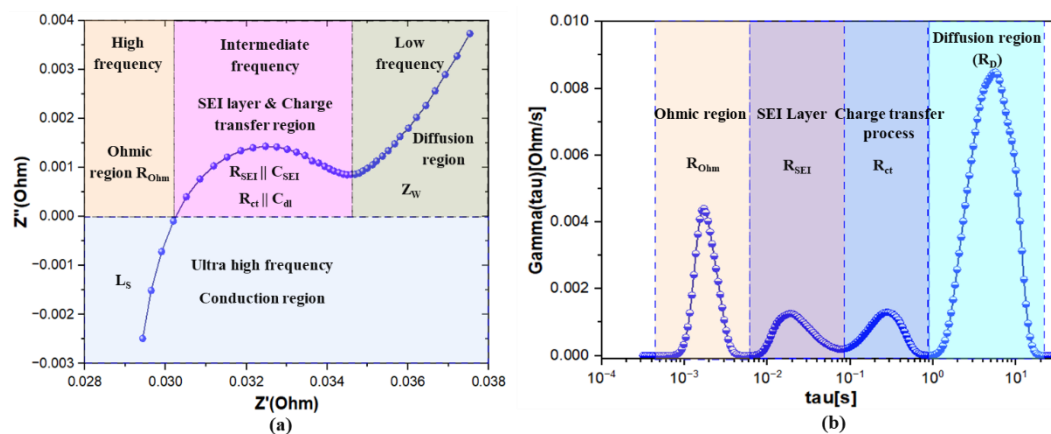 0.004
0.003
0.002
0.001
0.000
−0.001
−0.002
−0.003
Z''(Ohm)
High
frequency
Ohmic
region R_Ohm
Intermediate
frequency
SEI layer & Charge
transfer region
R_SEI || C_SEI
R_ct || C_dl
Low
frequency
Diffusion
region
Z_W
L_S
Ultra high frequency
Conduction region
0.028
0.030
0.032
0.034
0.036
0.038
Z'(Ohm)
(a)
0.010
0.008
0.006
0.004
0.002
0.000
Gamma(tau)[Ohm/s]
Ohmic region
R_Ohm
SEI Layer
R_SEI
Charge transfer
process
R_ct
Diffusion region
(R_D)
10⁻⁴
10⁻³
10⁻²
10⁻¹
10⁰
10¹
tau[s]
(b)